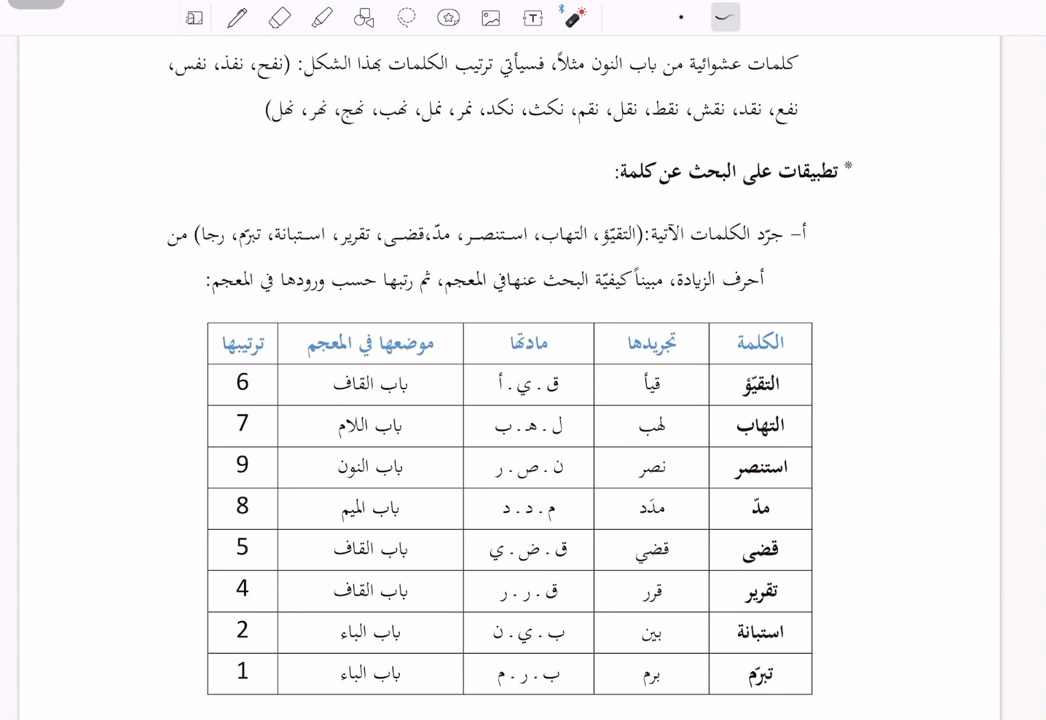 كلمات عشوائية من باب النون مثلاً، فسيأتي ترتيب الكلمات بهذا الشكل: (نفح، نفذ، نفس،
نفع، نقد، نقش، نقط، نقل، نقم، نكث، نكد، نمر، نمل، نهب، نهج، نهر، نهل)
* تطبيقات على البحث عن كلمة:
أ- جرّد الكلمات الآتية:(التقيّؤ، التهاب، استنصر، مدّ،قضى، تقرير، استبانة، تبرّم، رجا) من
أحرف الزيادة، مبيناً كيفيّة البحث عنهافي المعجم، ثم رتبها حسب ورودها في المعجم:
الكلمة تجريدها مادتها موضعها في المعجم ترتيبها
التقيّؤ قيأ ق . ي . أ باب القاف 6
التهاب لهب ل . هـ . ب باب اللام 7
استنصر نصر ن . ص . ر باب النون 9
مدّ مدَد م . د . د باب الميم 8
قضى قضي ق . ض . ي باب القاف 5
تقرير قرر ق . ر . ر باب القاف 4
استبانة بين ب . ي . ن باب الباء 2
تبرّم برم ب . ر . م باب الباء 1